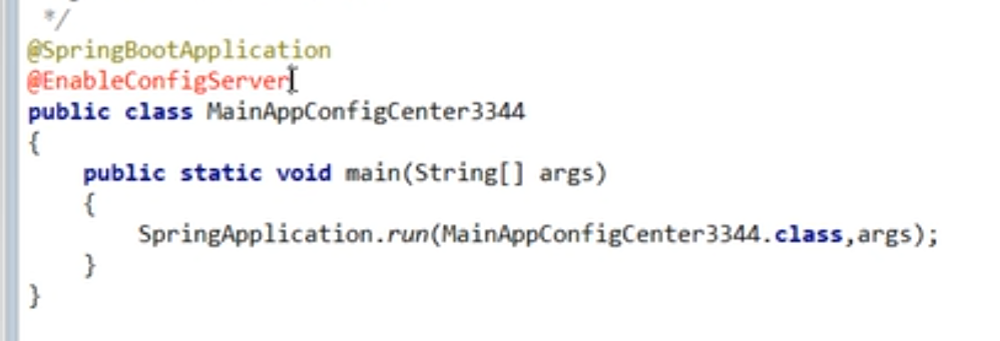 */
@SpringBootApplication
@EnableConfigServer
public class MainAppConfigCenter3344
{
    public static void main(String[] args)
    {
        SpringApplication.run(MainAppConfigCenter3344.class,args);
    }
}